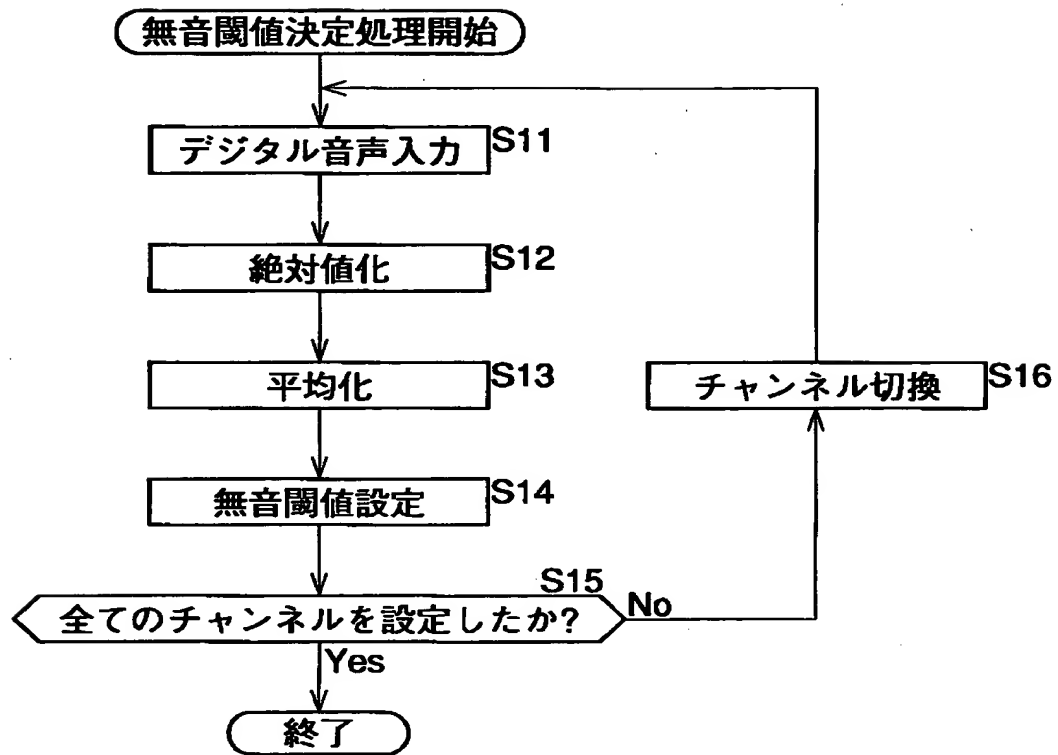 無音閾値決定処理開始
デジタル音声入力 S11
絶対値化 S12
平均化 S13
チャンネル切換 S16
無音閾値設定 S14
S15
全てのチャンネルを設定したか? No
Yes
終了